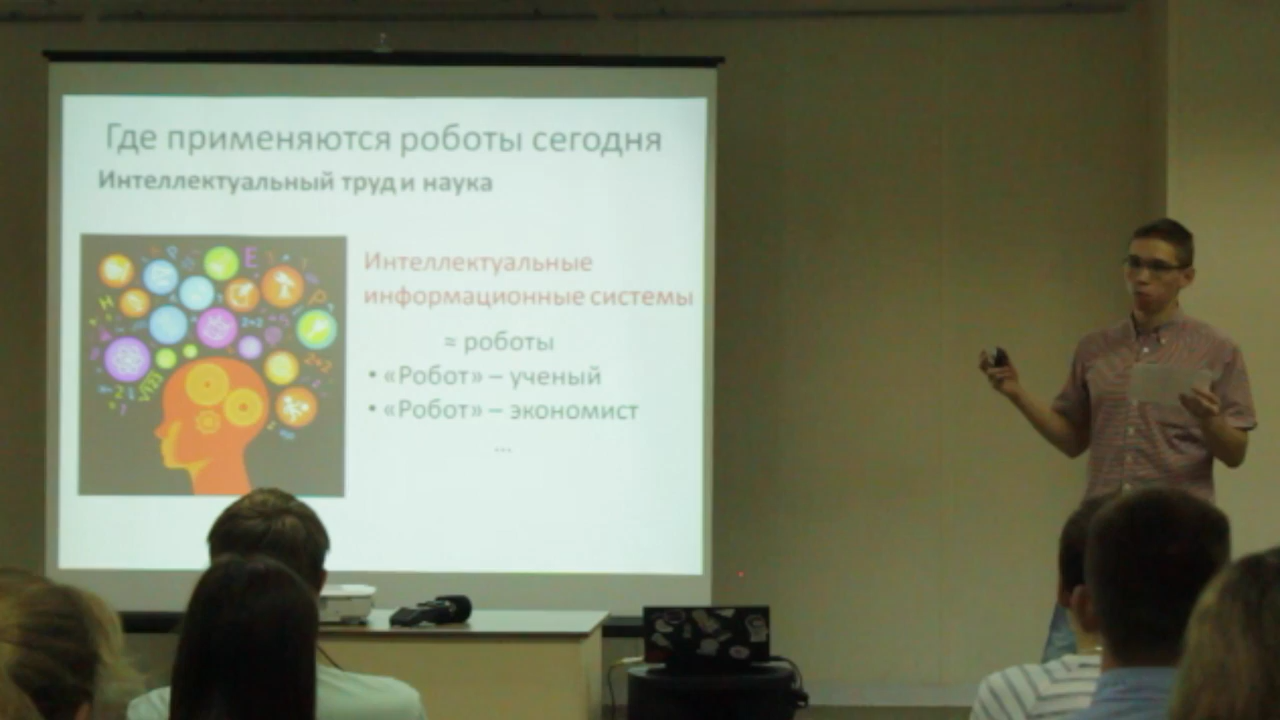 Где применяются роботы сегодня
Интеллектуальный труд и наука
Интеллектуальные
информационные системы
≈ роботы
• «Робот» – ученый
• «Робот» – экономист
...